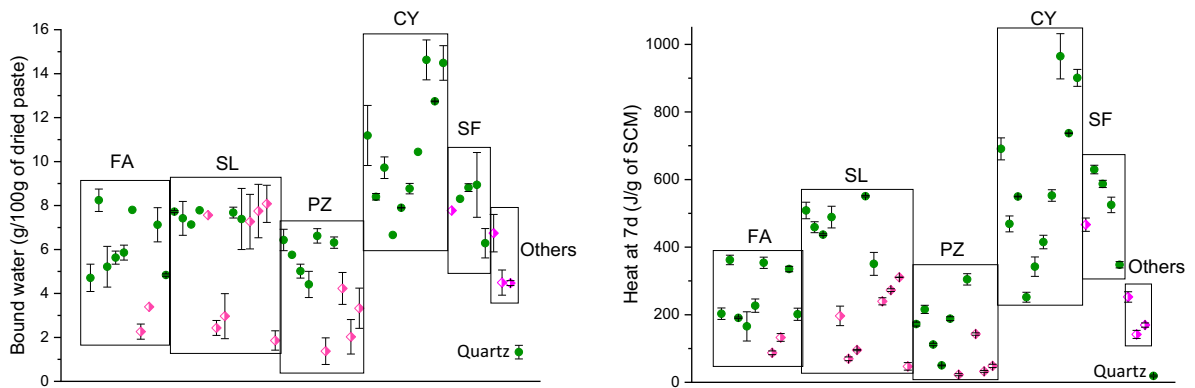 CY
16
14
12
SF
10
FA
SL
8
PZ
6
Others
4
2
Quartz
0
Bound water (g/100g of dried paste)
CY
1000
800
SF
600
SL
FA
400
PZ
Others
200
Quartz
0
Heat at 7d (J/g of SCM)